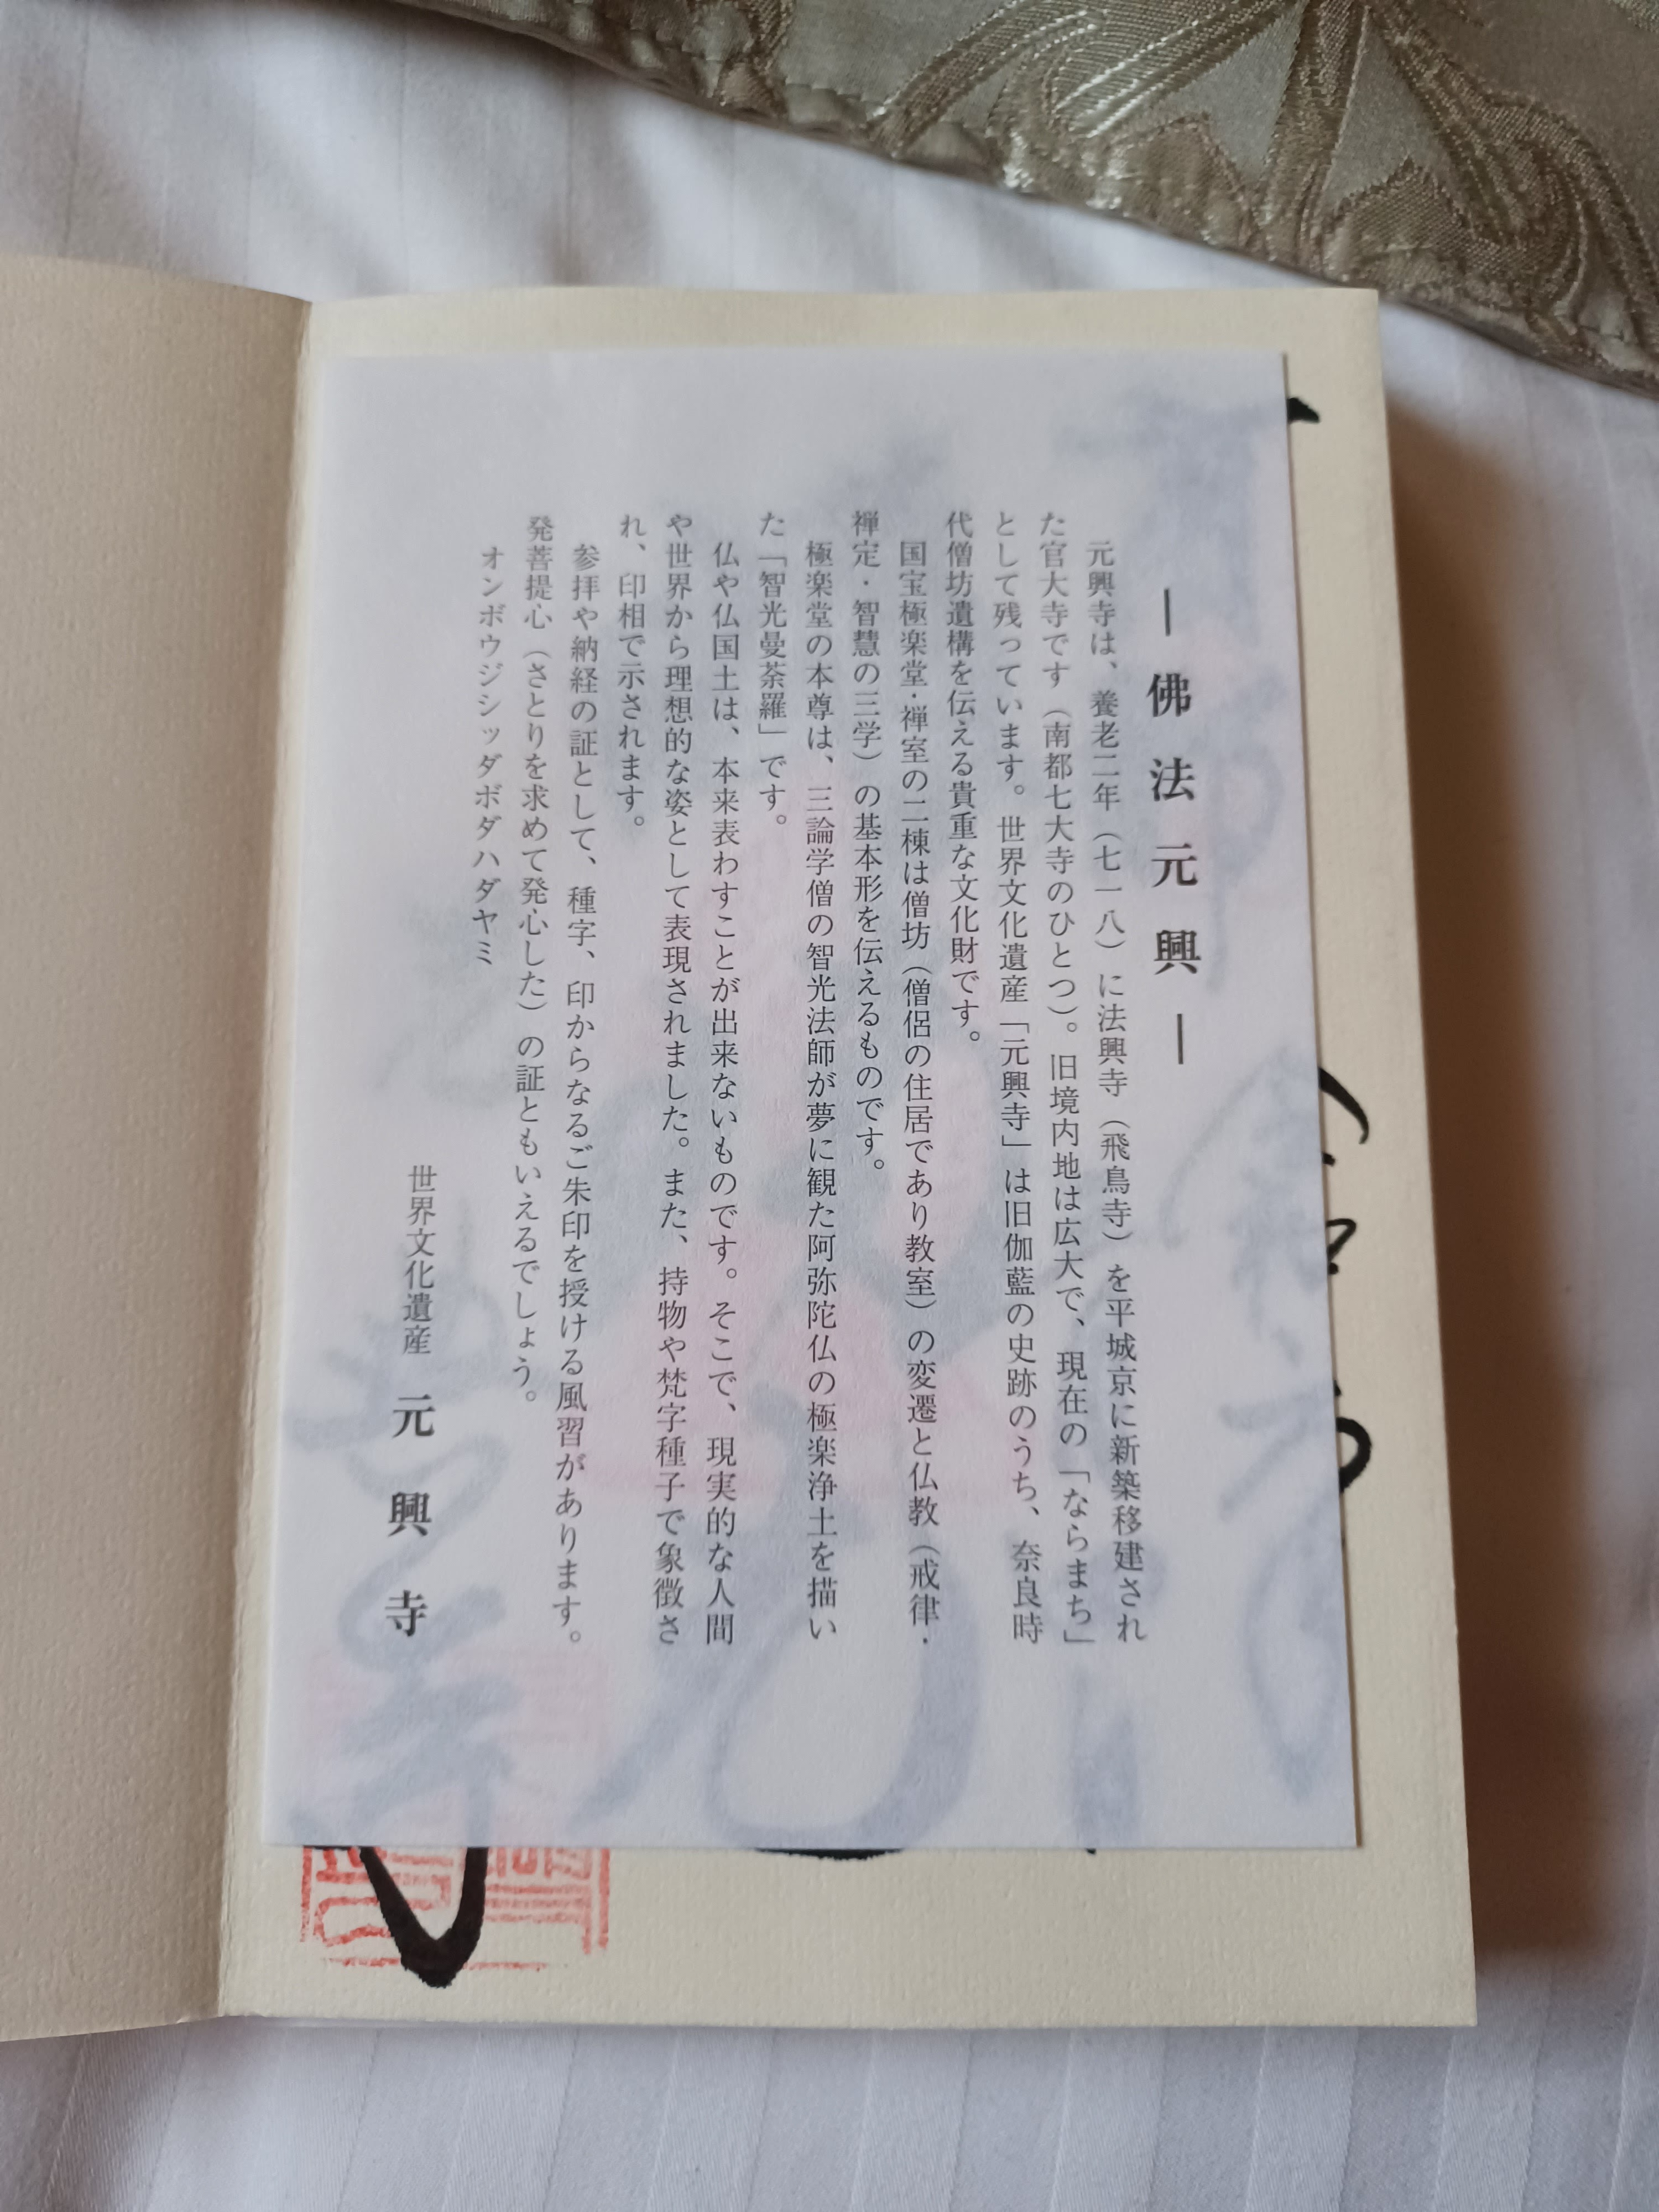 ― 佛法元興 ―
元興寺は、養老二年（七一八）に法興寺（飛鳥寺）を平城京に新築移建され
た官大寺です（南都七大寺のひとつ）。旧境内地は広大で、現在の「ならまち」
として残っています。世界文化遺産「元興寺」は旧伽藍の史跡のうち、奈良時
代僧坊遺構を伝える貴重な文化財です。
国宝極楽堂・禅室の二棟は僧坊（僧侶の住居であり教室）の変遷と仏教（戒律・
禅定・智慧の三学）の基本形を伝えるものです。
極楽堂の本尊は、三論学僧の智光法師が夢に観た阿弥陀仏の極楽浄土を描い
た「智光曼荼羅」です。
仏や仏国土は、本来表わすことが出来ないものです。そこで、現実的な人間
や世界から理想的な姿として表現されました。また、持物や梵字種子で象徴さ
れ、印相で示されます。
参拝や納経の証として、種字、印からなるご朱印を授ける風習があります。
発菩提心（さとりを求めて発心した）の証ともいえるでしょう。
オンボウジシッダボダハダヤミ
世界文化遺産 元興寺